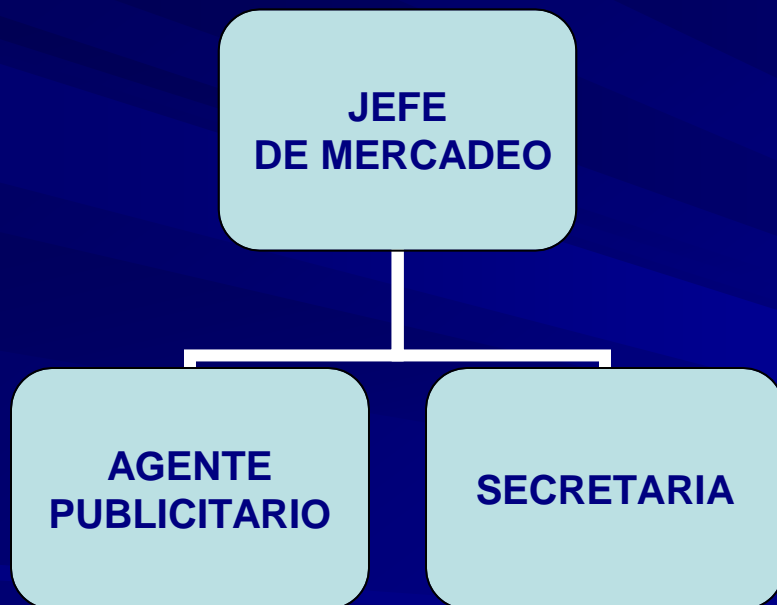 JEFE
DE MERCADEO
AGENTE
PUBLICITARIO
SECRETARIA